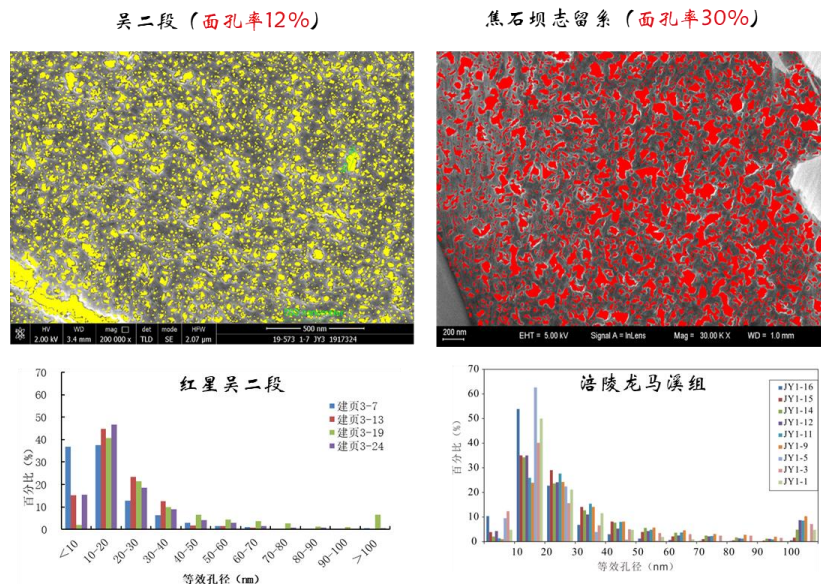 吴二段（面孔率12%）
焦石坝志留系（面孔率30%）
HV
2.00 kV
WD
3.4 mm
mag
200 000 x
det
TLD
mode
SE
HFW
2.07 µm
500 nm
19-573 1-7 JY3 1917324
200 nm
EHT = 5.00 kV
Signal A = InLens
Mag = 30.00 K X
WD = 1.0 mm
红星吴二段
建页3-7
建页3-13
建页3-19
建页3-24
百分比（%）
70
60
50
40
30
20
10
0
<10
10-20
20-30
30-40
40-50
50-60
60-70
70-80
80-90
90-100
>100
等效孔径（nm）
涪陵龙马溪组
JY1-16
JY1-15
JY1-14
JY1-12
JY1-11
JY1-9
JY1-5
JY1-3
JY1-1
百分比（%）
70
60
50
40
30
20
10
0
10
20
30
40
50
60
70
80
90
100
等效孔径（nm）